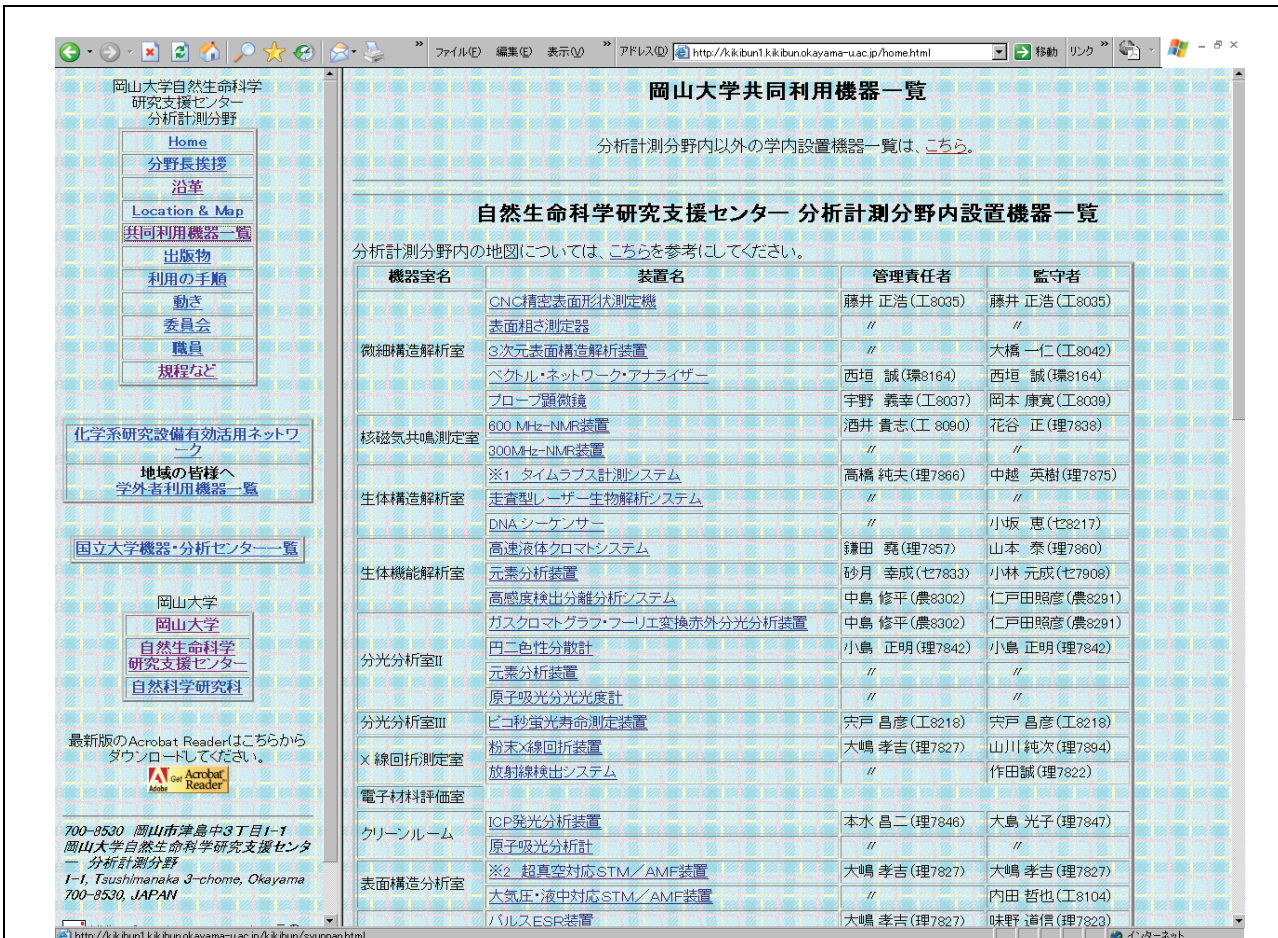 ファイル(F) 編集(E) 表示(V) アドレス(D) http://kikibun1.kikibun.okayama-u.ac.jp/home.html 移動 リンク
岡山大学自然生命科学
研究支援センター
分析計測分野
Home
分野長挨拶
沿革
Location & Map
共同利用機器一覧
出版物
利用の手順
動き
委員会
職員
規程など
化学系研究設備有効活用ネットワ
ーク
地域の皆様へ
学外者利用機器一覧
国立大学機器・分析センター一覧
岡山大学
岡山大学
自然生命科学
研究支援センター
自然科学研究科
最新版のAcrobat Readerはこちらから
ダウンロードしてください。
Get Acrobat
Adobe Reader
700-8530 岡山市津島中3丁目1-1
岡山大学自然生命科学研究支援センタ
ー 分析計測分野
1-1, Tsushimanaka 3-chome, Okayama
700-8530, JAPAN
岡山大学共同利用機器一覧
分析計測分野内以外の学内設置機器一覧は、こちら。
自然生命科学研究支援センター 分析計測分野内設置機器一覧
分析計測分野内の地図については、こちらを参考にしてください。
機器室名 装置名 管理責任者 監守者
微細構造解析室 CNC精密表面形状測定機 藤井 正浩(工8035) 藤井 正浩(工8035)
表面粗さ測定器 〃 〃
3次元表面構造解析装置 〃 大橋 一仁(工8042)
ベクトル・ネットワーク・アナライザー 西垣 誠(環8164) 西垣 誠(環8164)
プローブ顕微鏡 宇野 義幸(工8037) 岡本 康寛(工8039)
核磁気共鳴測定室 600 MHz-NMR装置 酒井 貴志(工 8090) 花谷 正(理7838)
300MHz-NMR装置 〃 〃
生体構造解析室 ※1 タイムラプス計測システム 高橋 純夫(理7866) 中越 英樹(理7875)
走査型レーザー生物解析システム 〃 〃
DNAシーケンサー 〃 小坂 恵(セ8217)
生体機能解析室 高速液体クロマトシステム 鎌田 堯(理7857) 山本 泰(理7860)
元素分析装置 砂月 幸成(セ7833) 小林 元成(セ7908)
高感度検出分離分析システム 中島 修平(農8302) 仁戸田照彦(農8291)
分光分析室II ガスクロマトグラフ・フーリエ変換赤外分光分析装置 中島 修平(農8302) 仁戸田照彦(農8291)
円二色性分散計 小島 正明(理7842) 小島 正明(理7842)
元素分析装置 〃 〃
原子吸光分光光度計 〃 〃
分光分析室III ピコ秒蛍光寿命測定装置 宍戸 昌彦(工8218) 宍戸 昌彦(工8218)
X線回折測定室 粉末X線回折装置 大嶋 孝吉(理7827) 山川 純次(理7894)
放射線検出システム 〃 作田誠(理7822)
電子材料評価室
クリーンルーム ICP発光分析装置 本水 昌二(理7846) 大島 光子(理7847)
原子吸光分析計 〃 〃
表面構造分析室 ※2 超真空対応STM／AMF装置 大嶋 孝吉(理7827) 大嶋 孝吉(理7827)
大気圧・液中対応STM／AMF装置 〃 内田 哲也(工8104)
パルスESR装置 大嶋 孝吉(理7827) 味野 道信(理7823)
http://kikibun1.kikibun.okayama-u.ac.jp/kikibun/syuppan.html インターネット